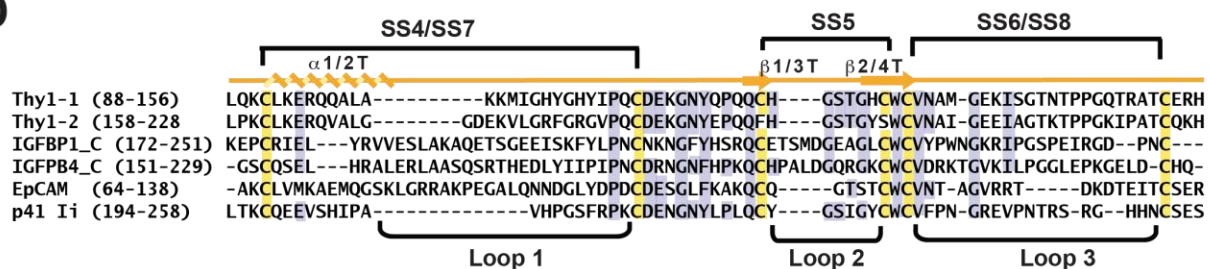 SS4/SS7 SS5 SS6/SS8
α1/2T β1/3T β2/4T
Thy1-1 (88-156) LQKCLKERQQALA----------KKMIGHYGHYIPQCDEKGNYQPQQCH----GSTGHCWCVNAM-GEKISGTNTPPGQTRATCERH
Thy1-2 (158-228 LPKCLKERQVALG--------GDEKVLGRFGRGVPQCDEKGNYEPQQFH----GSTGYSWCVNAI-GEEIAGTKTPPGKIPATCQKH
IGFBP1_C (172-251) KEPCRIEL---YRVVESLAKAQETSGEEISKFYLPNCNKNGFYHSRQCETSMDGEAGLCWCVYPWNGKRIPGSPEIRGD--PNC---
IGFPB4_C (151-229) -GSCQSEL---HRALERLAASQSRTHEDLYIIPIPNCDRNGNFHPKQCHPALDGQRGKCWCVDRKTGVKLPGGLEPKGELD-CHQ-
EpCAM (64-138) -AKCLVMKAEMQGSKLGRRAKPEGALQNNDGLYDPDCDESGLFKAKQCQ----GTSTCWCVNT-AGVRRT-----DKDTEITCSER
p41 Ii (194-258) LTKCQEEVSHIPA--------------VHPGSFRPKCDENGNYLPLQCY----GSIGYCWCVFPN-GREVPNTRS-RG--HHNCSES
Loop 1 Loop 2 Loop 3